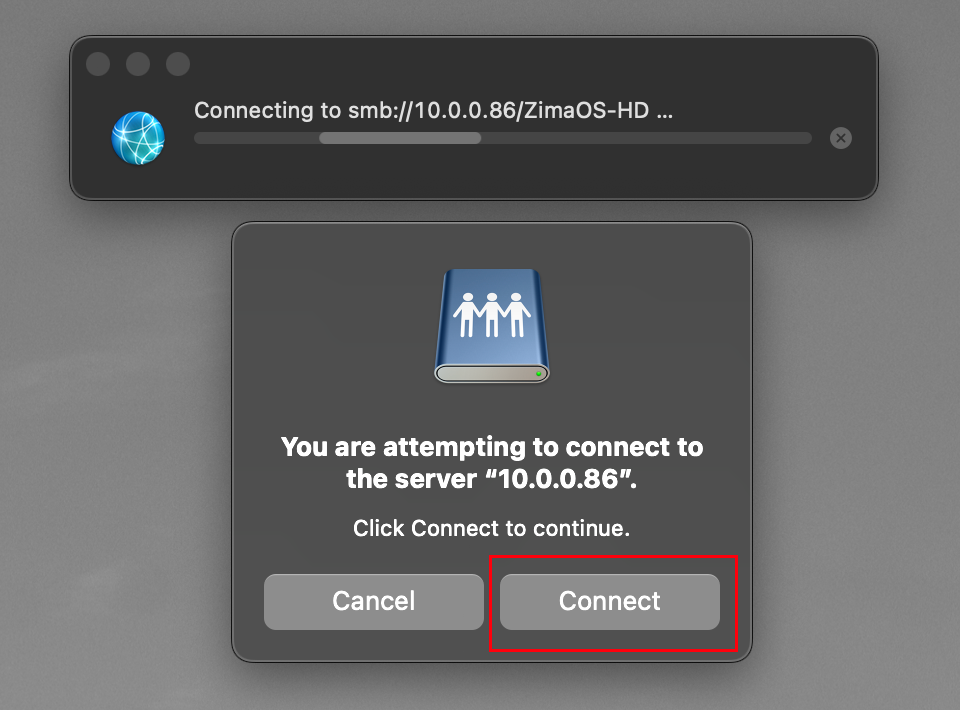 Connecting to smb://10.0.0.86/ZimaOS-HD ...
You are attempting to connect to
the server “10.0.0.86”.
Click Connect to continue.
Cancel
Connect